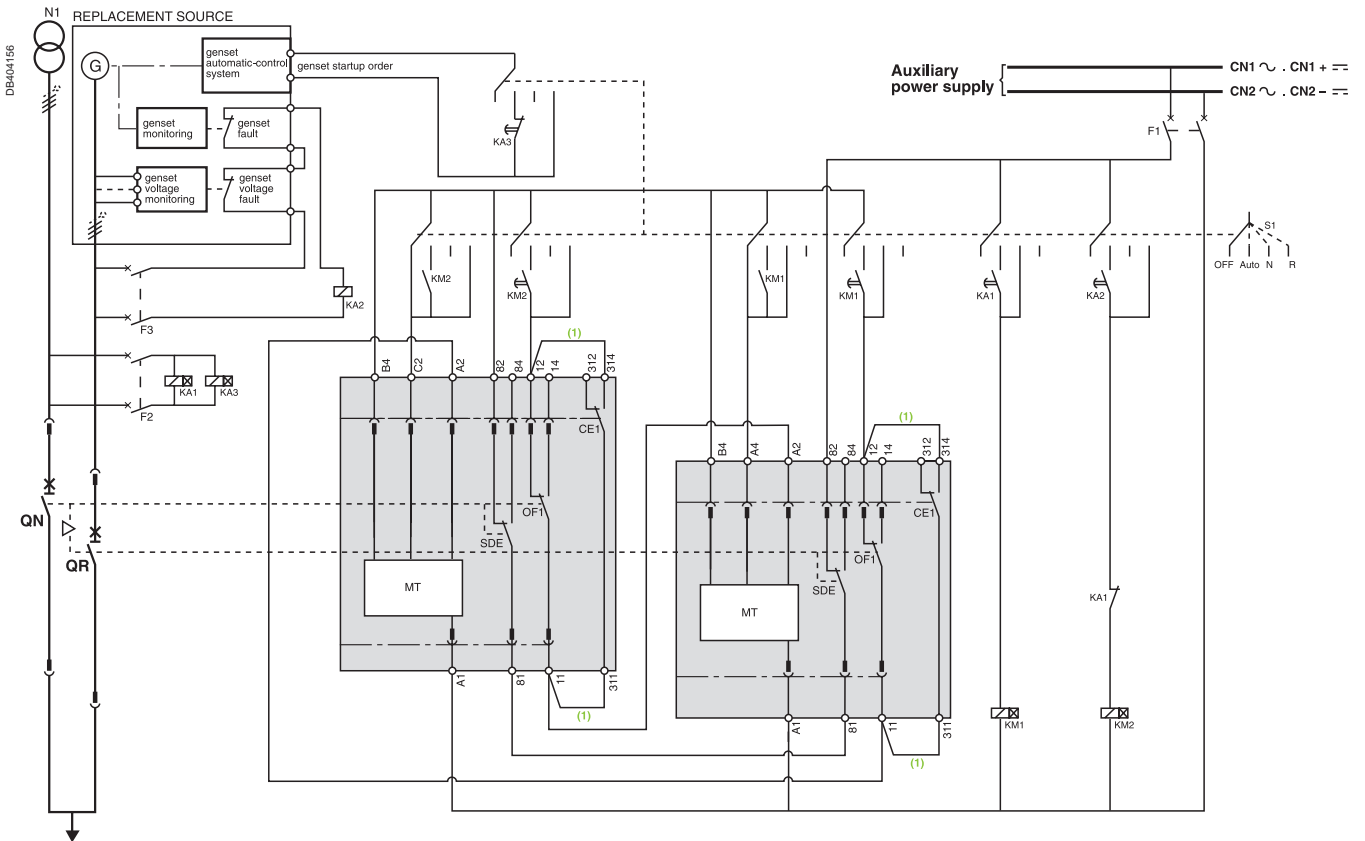 N1
REPLACEMENT SOURCE
DB404156
G
genset
automatic-control
system
genset startup order
genset
monitoring
genset
fault
genset
voltage
monitoring
genset
voltage
fault
KA3
Auxiliary
power supply
CN1 ∿ . CN1 + ⎓
CN2 ∿ . CN2 – ⎓
F1
S1
OFF Auto N R
KM2
KM2
KM1
KM1
KA1
KA2
KA2
F3
KA1
KA3
F2
(1)
B4
C2
A2
82
84
12
14
312
314
CE1
(1)
B4
A4
A2
82
84
12
14
312
314
CE1
QN
OF1
SDE
QR
OF1
SDE
MT
MT
KA1
A1
81
11
311
(1)
KM1
KM2
A1
81
11
311
(1)